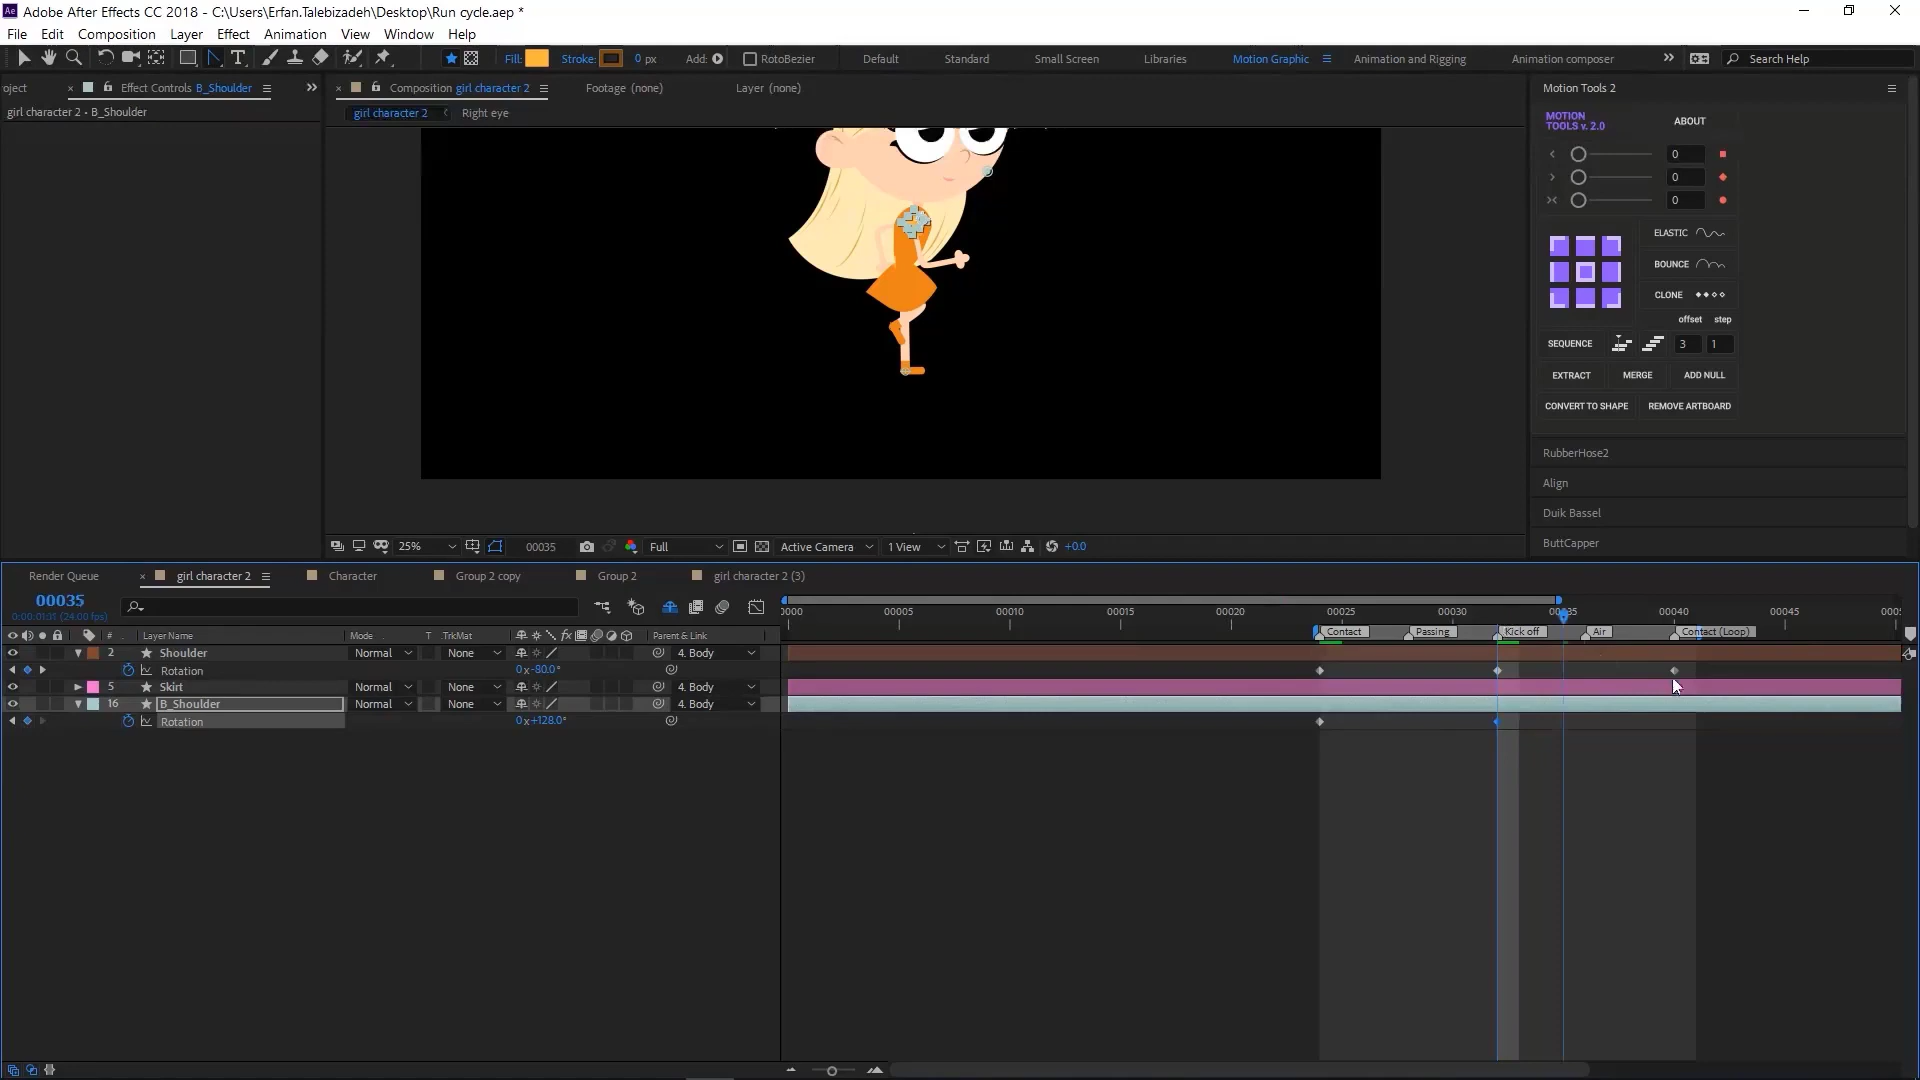 Adobe After Effects CC 2018 - C:\Users\Erfan.Talebizadeh\Desktop\Run cycle.aep *
File Edit Composition Layer Effect Animation View Window Help
Fill: Stroke: 0 px Add: RotoBezier Default Standard Small Screen Libraries Motion Graphic Animation and Rigging Animation composer Search Help
oject Effect Controls B_Shoulder Composition girl character 2 Footage (none) Layer (none) Motion Tools 2
girl character 2 • B_Shoulder girl character 2 Right eye
MOTION TOOLS v. 2.0 ABOUT
0
0
0
ELASTIC
BOUNCE
CLONE
offset step
SEQUENCE 3 1
EXTRACT MERGE ADD NULL
CONVERT TO SHAPE REMOVE ARTBOARD
RubberHose2
Align
Duik Bassel
ButtCapper
25% 00035 Full Active Camera 1 View +0.0
Render Queue girl character 2 Character Group 2 copy Group 2 girl character 2 (3)
00035
0:00:01:11 (24.00 fps)
0000 00005 00010 00015 00020 00025 00030 00035 00040 00045
# Layer Name Mode T TrkMat Parent & Link
Contact Passing Kick off Air Contact (Loop)
2 Shoulder Normal None 4. Body
Rotation 0x-80.0°
5 Skirt Normal None 4. Body
16 B_Shoulder Normal None 4. Body
Rotation 0x+128.0°